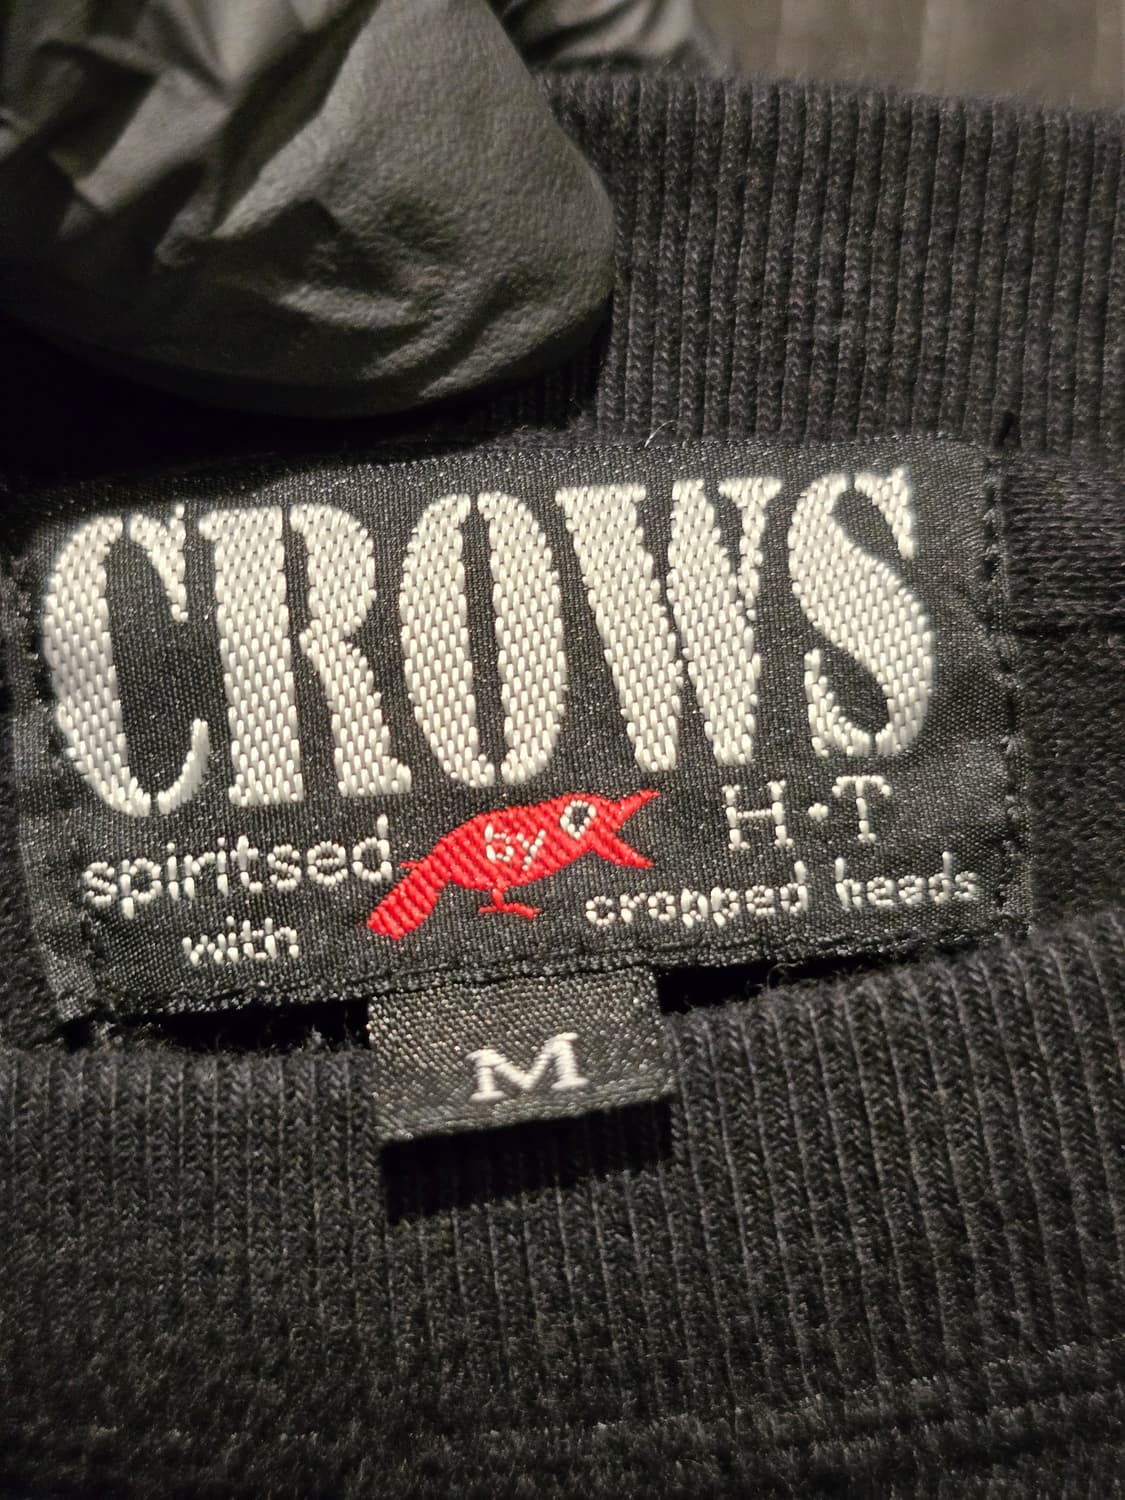 CROWS
H·T
spiritsed by cropped heads
with
M